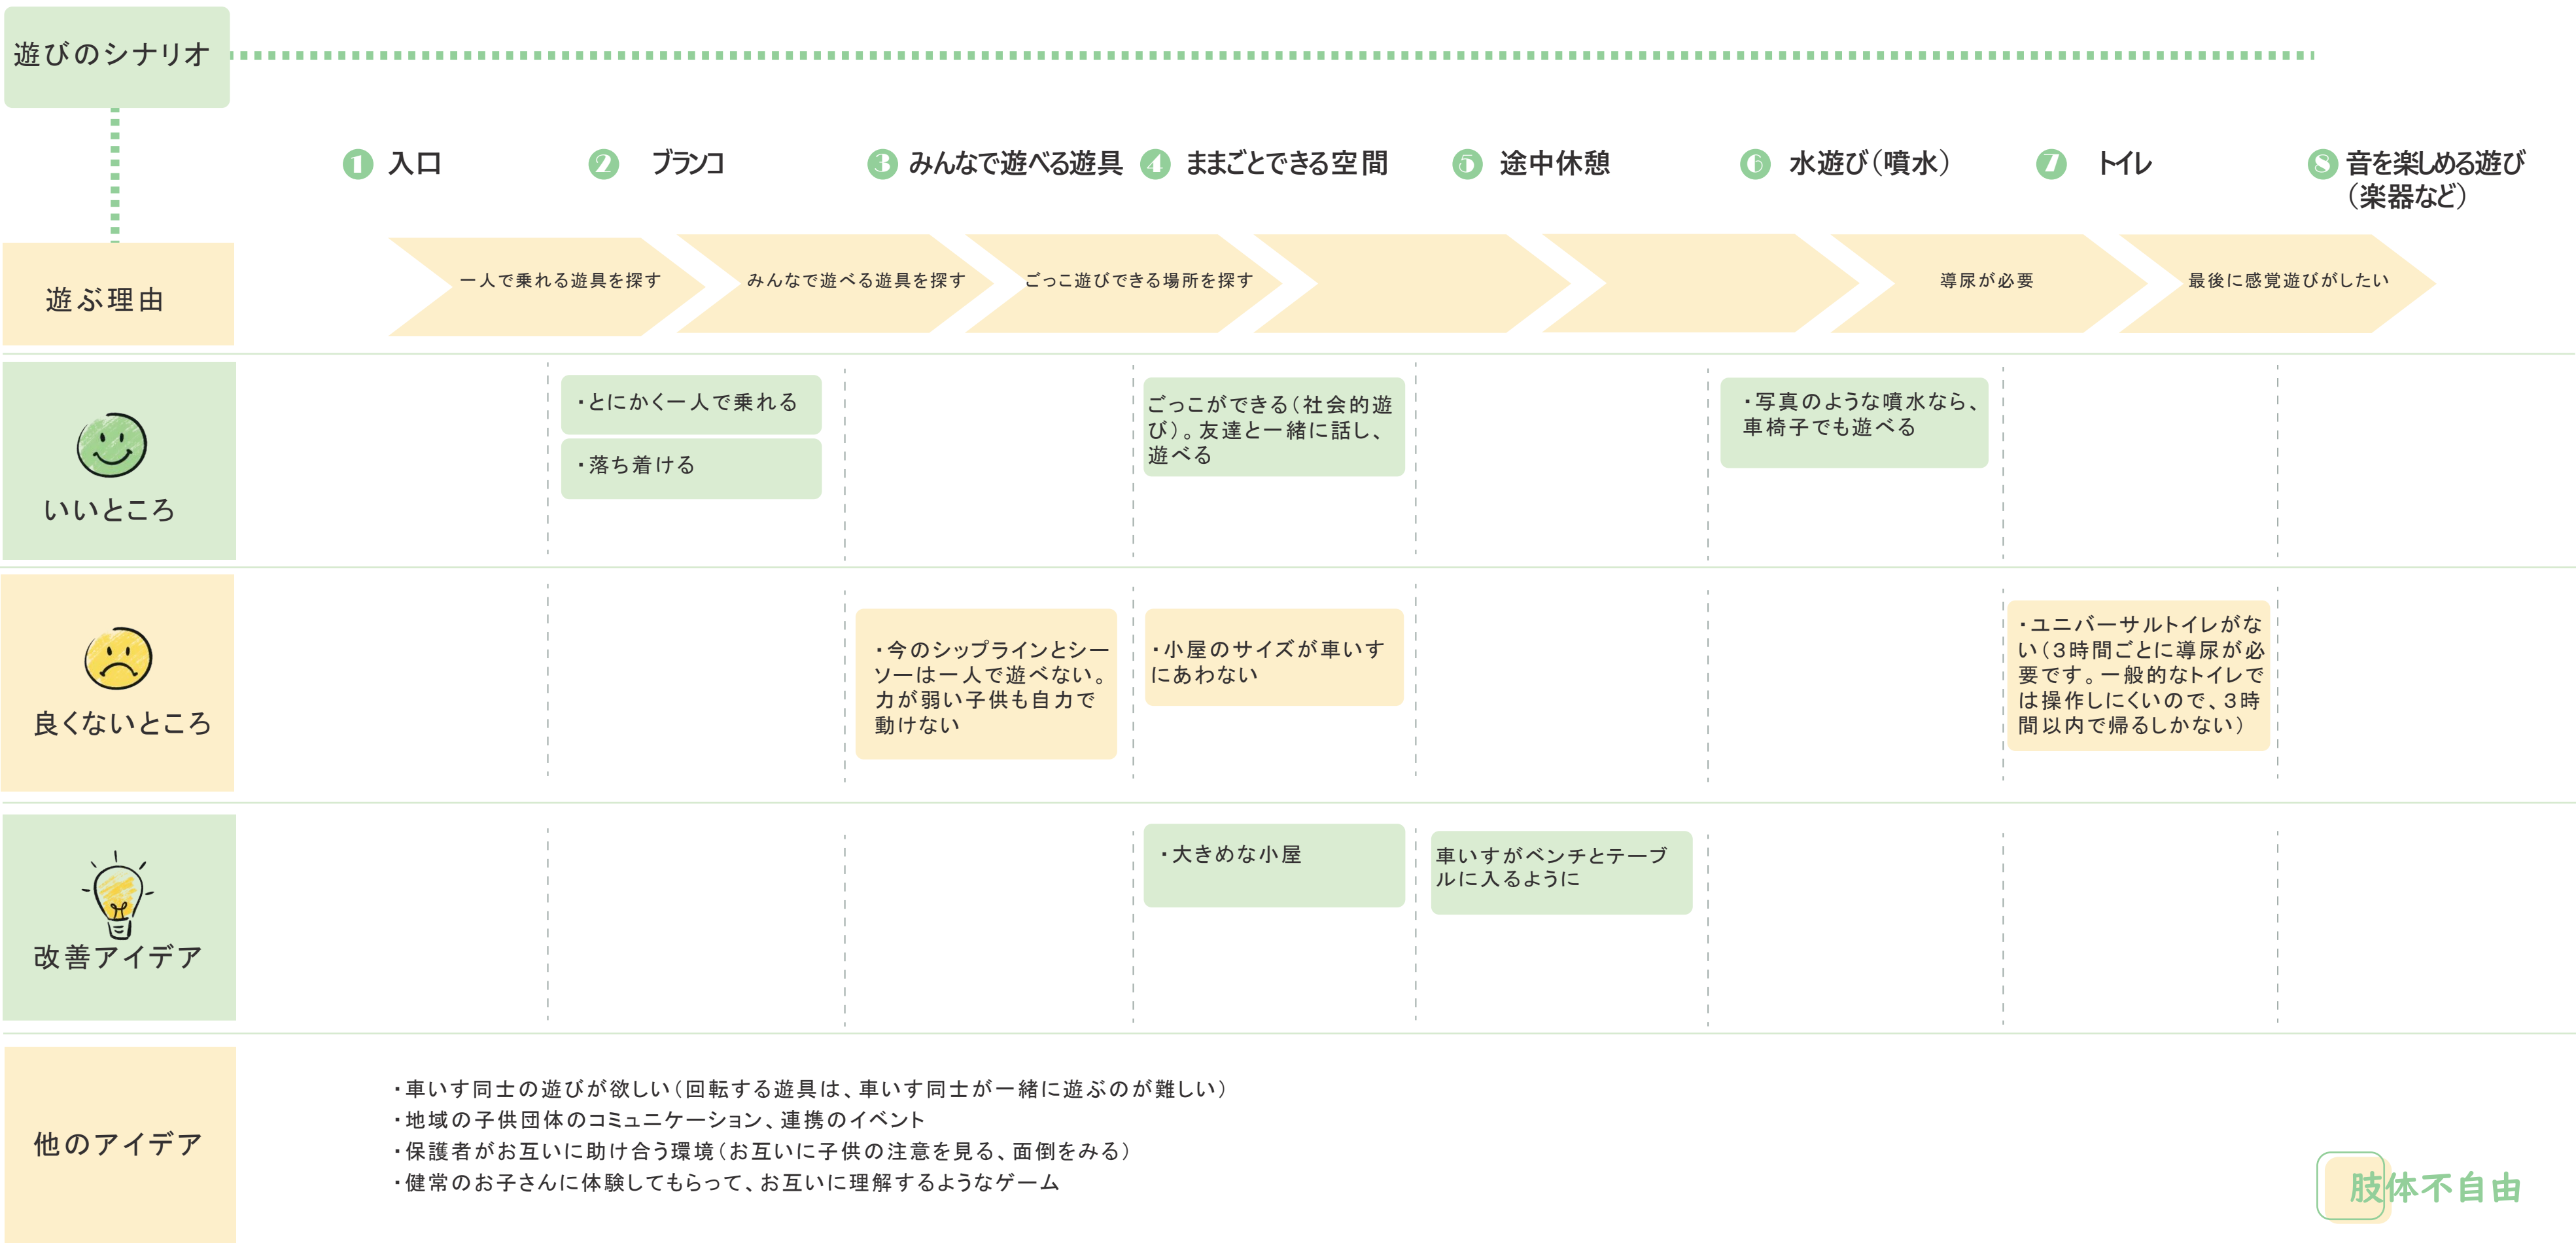 遊びのシナリオ
1 入口
2 ブランコ
3 みんなで遊べる遊具
4 ままごとできる空間
5 途中休憩
6 水遊び（噴水）
7 トイレ
8 音を楽しめる遊び
（楽器など）
遊ぶ理由
一人で乗れる遊具を探す
みんなで遊べる遊具を探す
ごっこ遊びできる場所を探す
導尿が必要
最後に感覚遊びがしたい
いいところ
・とにかく一人で乗れる
・落ち着ける
ごっこができる（社会的遊
び）。友達と一緒に話し、
遊べる
・写真のような噴水なら、
車椅子でも遊べる
良くないところ
・今のシップラインとシー
ソーは一人で遊べない。
力が弱い子供も自力で
動けない
・小屋のサイズが車いす
にあわない
・ユニバーサルトイレがな
い（３時間ごとに導尿が必
要です。一般的なトイレで
は操作しにくいので、３時
間以内で帰るしかない）
改善アイデア
・大きめな小屋
車いすがベンチとテーブ
ルに入るように
他のアイデア
・車いす同士の遊びが欲しい（回転する遊具は、車いす同士が一緒に遊ぶのが難しい）
・地域の子供団体のコミュニケーション、連携のイベント
・保護者がお互いに助け合う環境（お互いに子供の注意を見る、面倒をみる）
・健常のお子さんに体験してもらって、お互いに理解するようなゲーム
肢体不自由